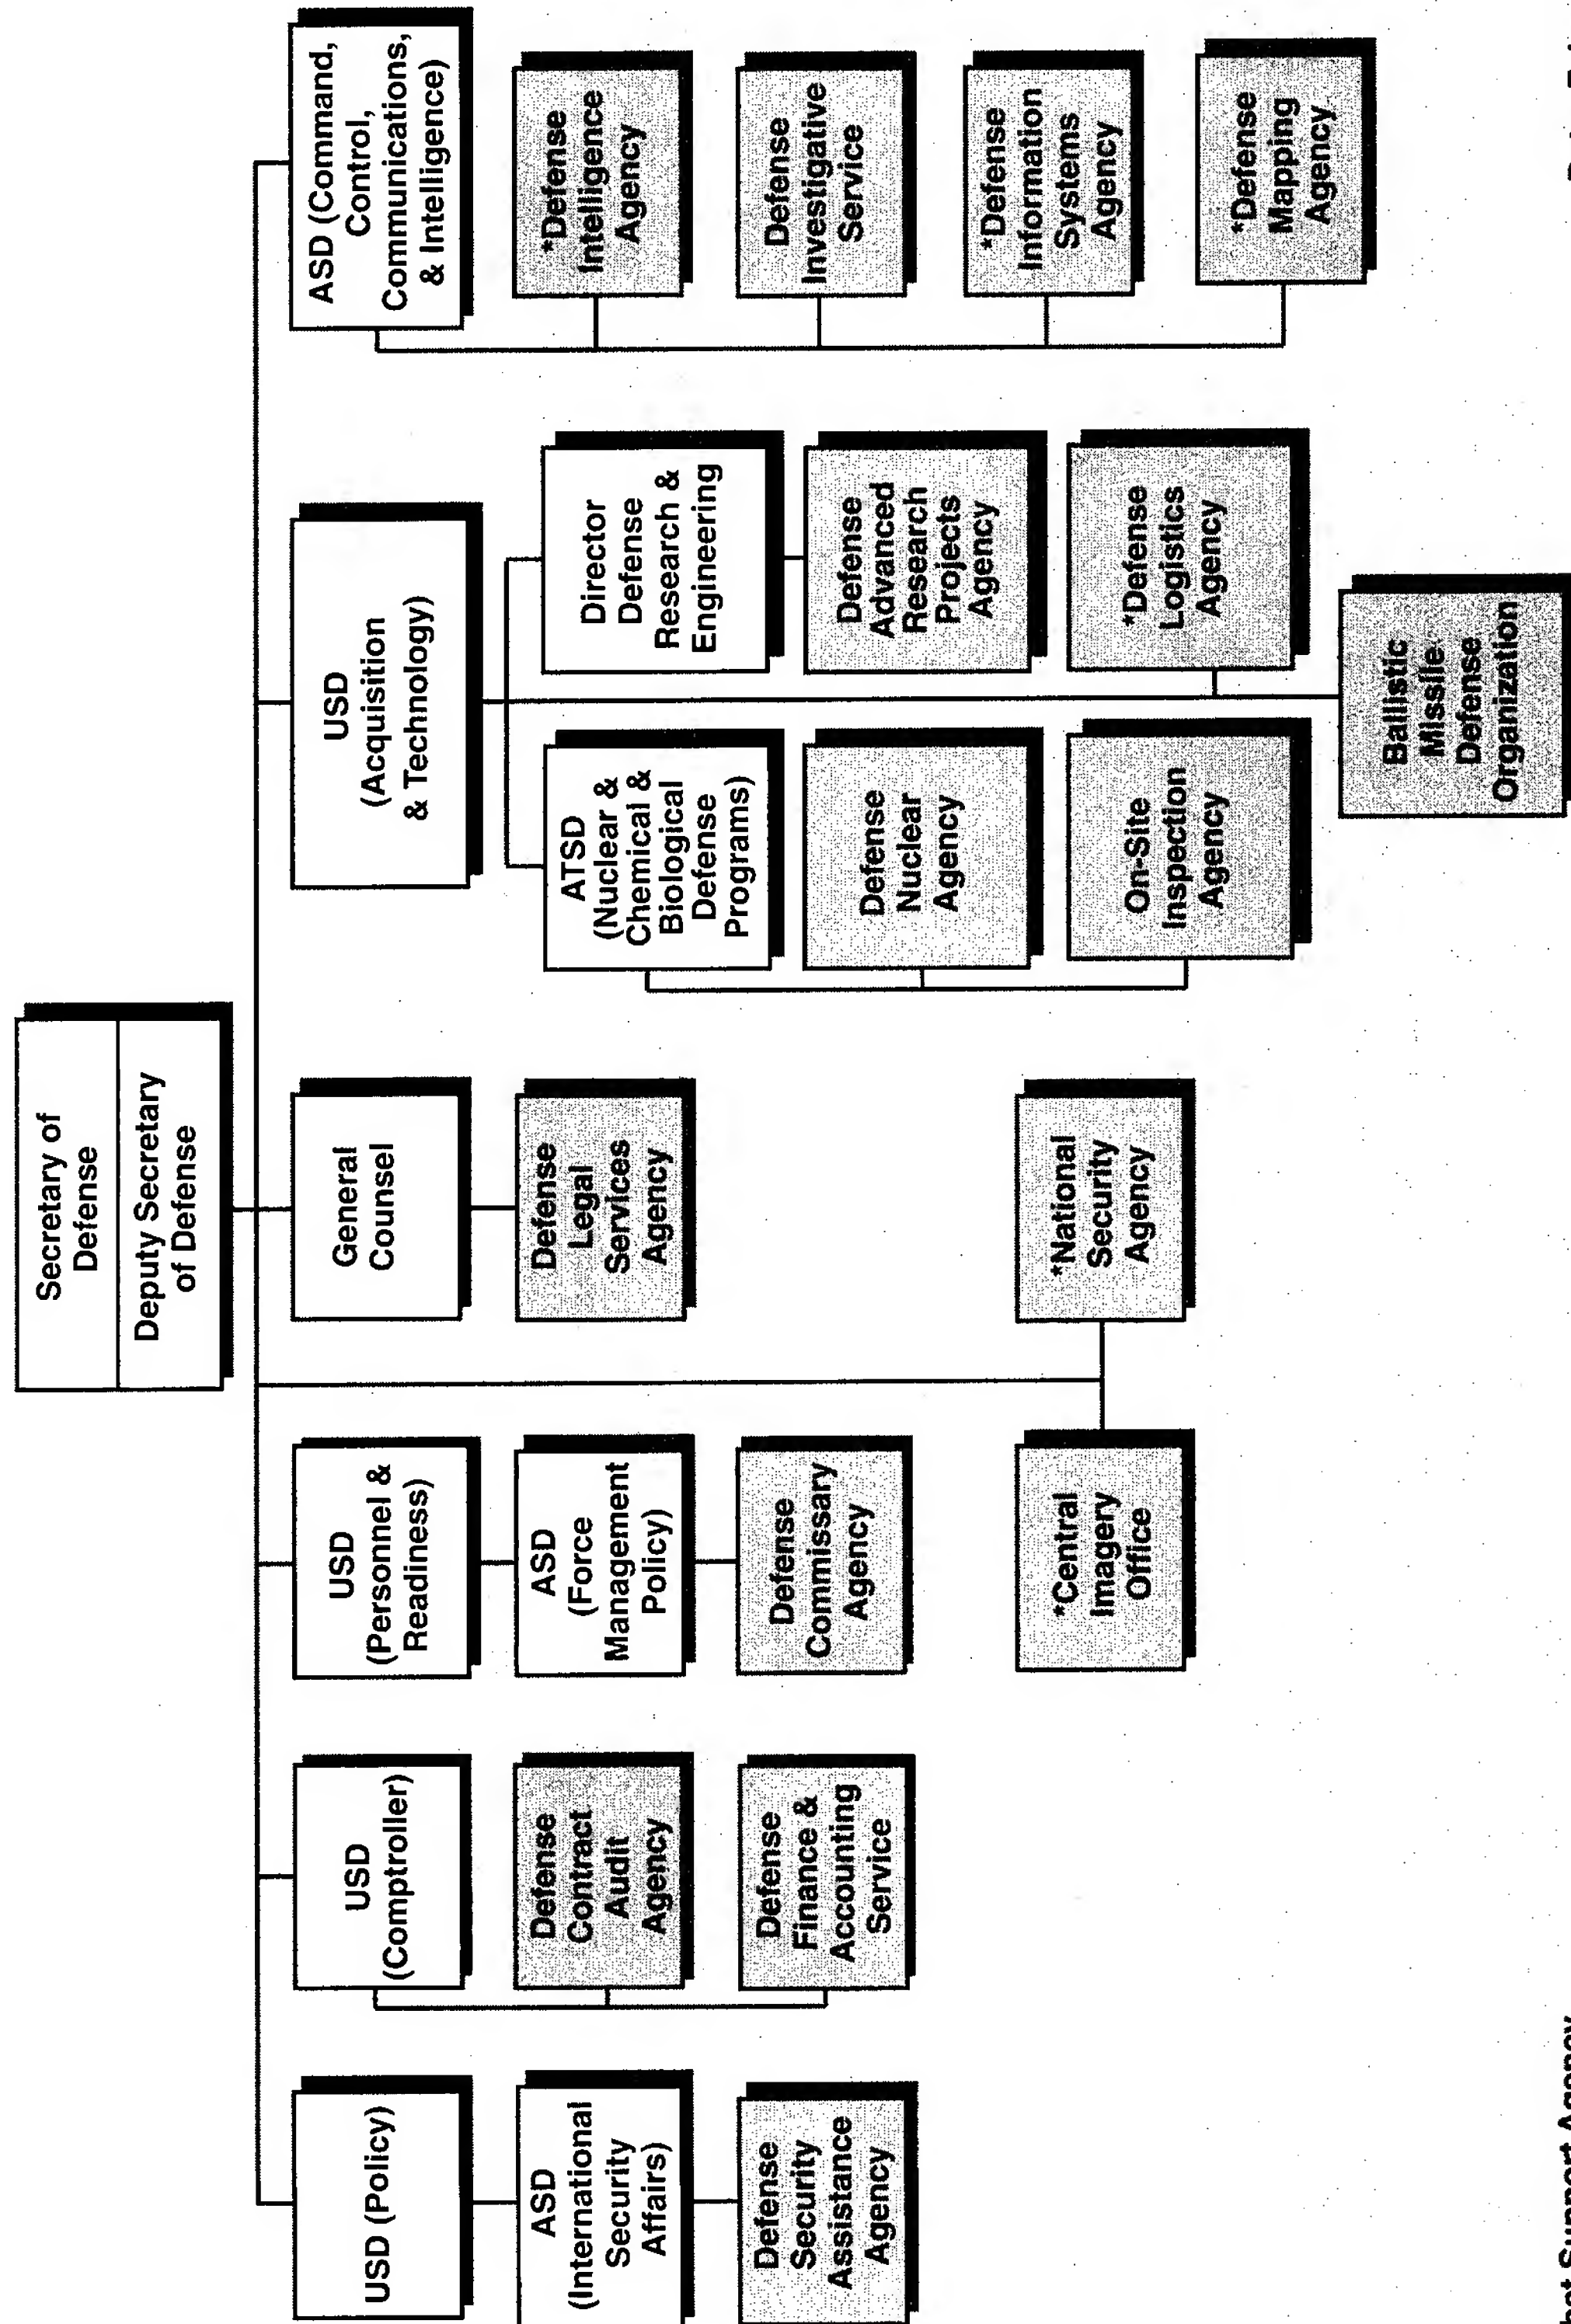 Secretary of
Defense
Deputy Secretary
of Defense
USD (Policy)
ASD
(International
Security
Affairs)
Defense
Security
Assistance
Agency
USD
(Comptroller)
Defense
Contract
Audit
Agency
Defense
Finance &
Accounting
Service
USD
(Personnel &
Readiness)
ASD
(Force
Management
Policy)
Defense
Commissary
Agency
*Central
Imagery
Office
General
Counsel
Defense
Legal
Services
Agency
*National
Security
Agency
USD
(Acquisition
& Technology)
ATSD
(Nuclear &
Chemical &
Biological
Defense
Programs)
Defense
Nuclear
Agency
On-Site
Inspection
Agency
Director
Defense
Research &
Engineering
Defense
Advanced
Research
Projects
Agency
*Defense
Logistics
Agency
Ballistic
Missile
Defense
Organization
ASD (Command,
Control,
Communications,
& Intelligence)
*Defense
Intelligence
Agency
Defense
Investigative
Service
*Defense
Information
Systems
Agency
*Defense
Mapping
Agency
Support Agency